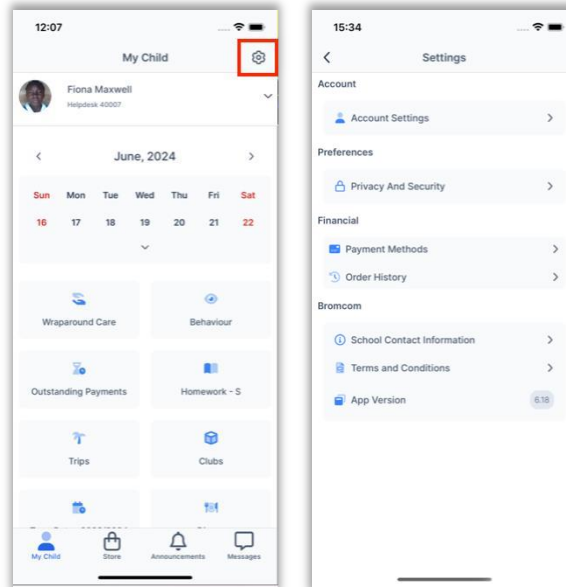 12:07
My Child
Fiona Maxwell
Helpdesk 40007
June, 2024
Sun Mon Tue Wed Thu Fri Sat
16 17 18 19 20 21 22
Wraparound Care Behaviour
Outstanding Payments Homework - S
Trips Clubs
My Child Store Announcements Messages
15:34
Settings
Account
Account Settings
Preferences
Privacy And Security
Financial
Payment Methods
Order History
Bromcom
School Contact Information
Terms and Conditions
App Version 6.18